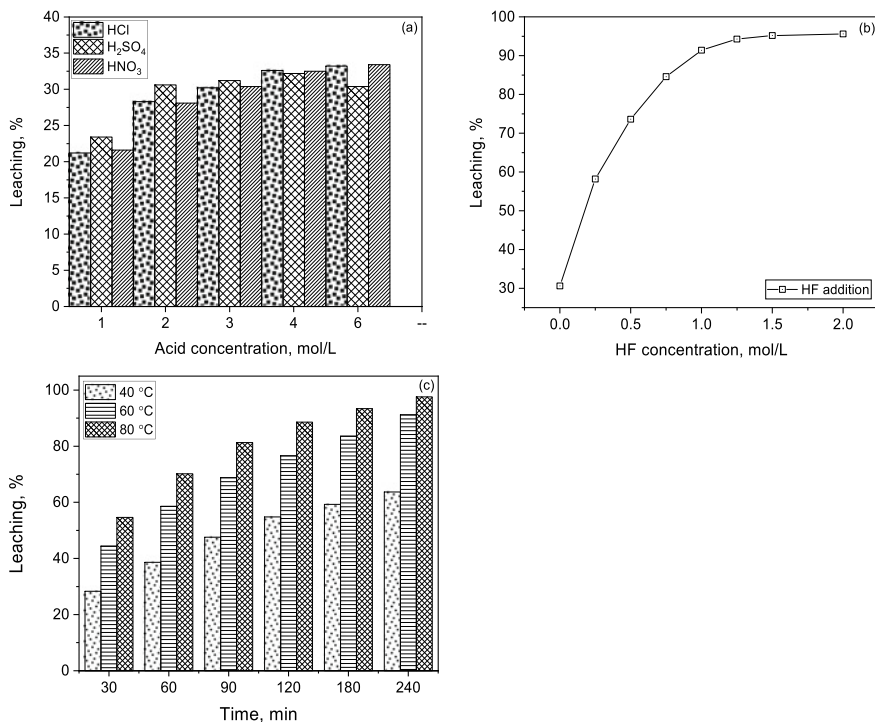 (a)
HCl
H₂SO₄
HNO₃
40
35
30
25
20
15
10
5
0
Leaching, %
1 2 3 4 6 --
Acid concentration, mol/L
(b)
100
90
80
70
60
50
40
30
Leaching, %
HF addition
0.0 0.5 1.0 1.5 2.0
HF concentration, mol/L
(c)
40 °C
60 °C
80 °C
100
80
60
40
20
0
Leaching, %
30 60 90 120 180 240
Time, min